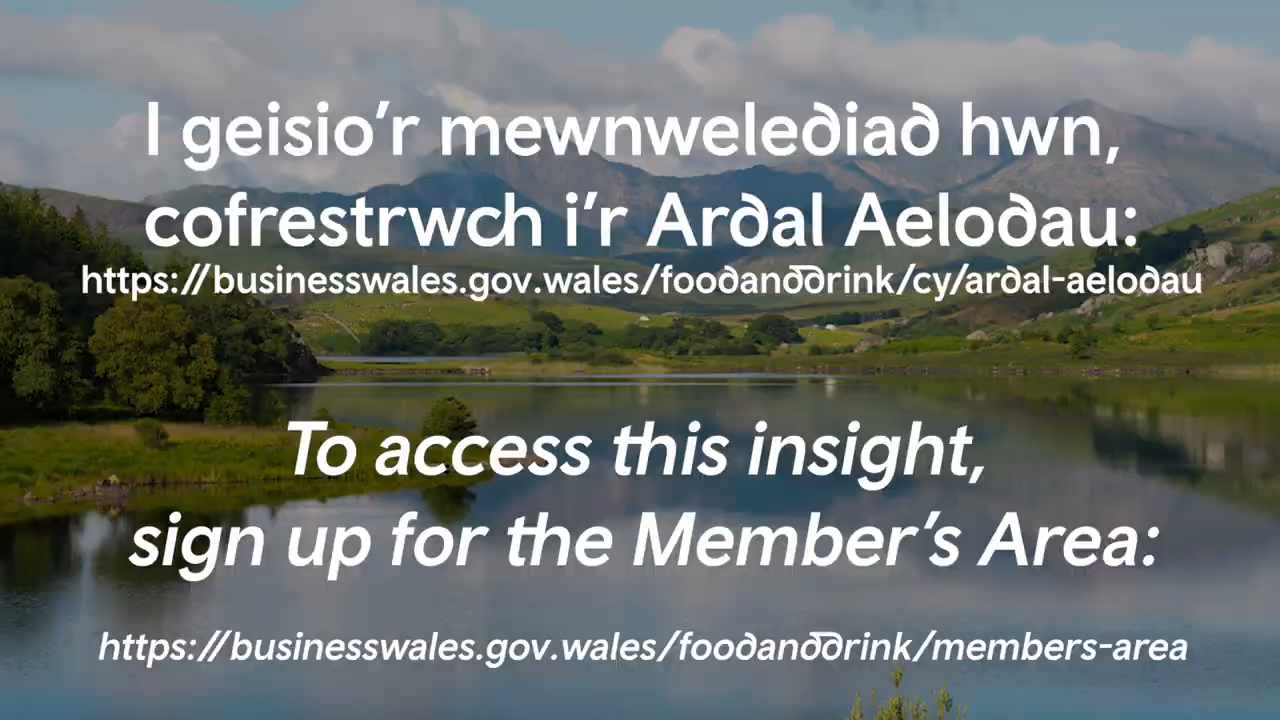 I geisio’r mewnwelediad hwn,
cofrestrwch i’r Ardal Aelodau:
https://businesswales.gov.wales/foodanddrink/cy/ardal-aelodau
To access this insight,
sign up for the Member’s Area:
https://businesswales.gov.wales/foodanddrink/members-area